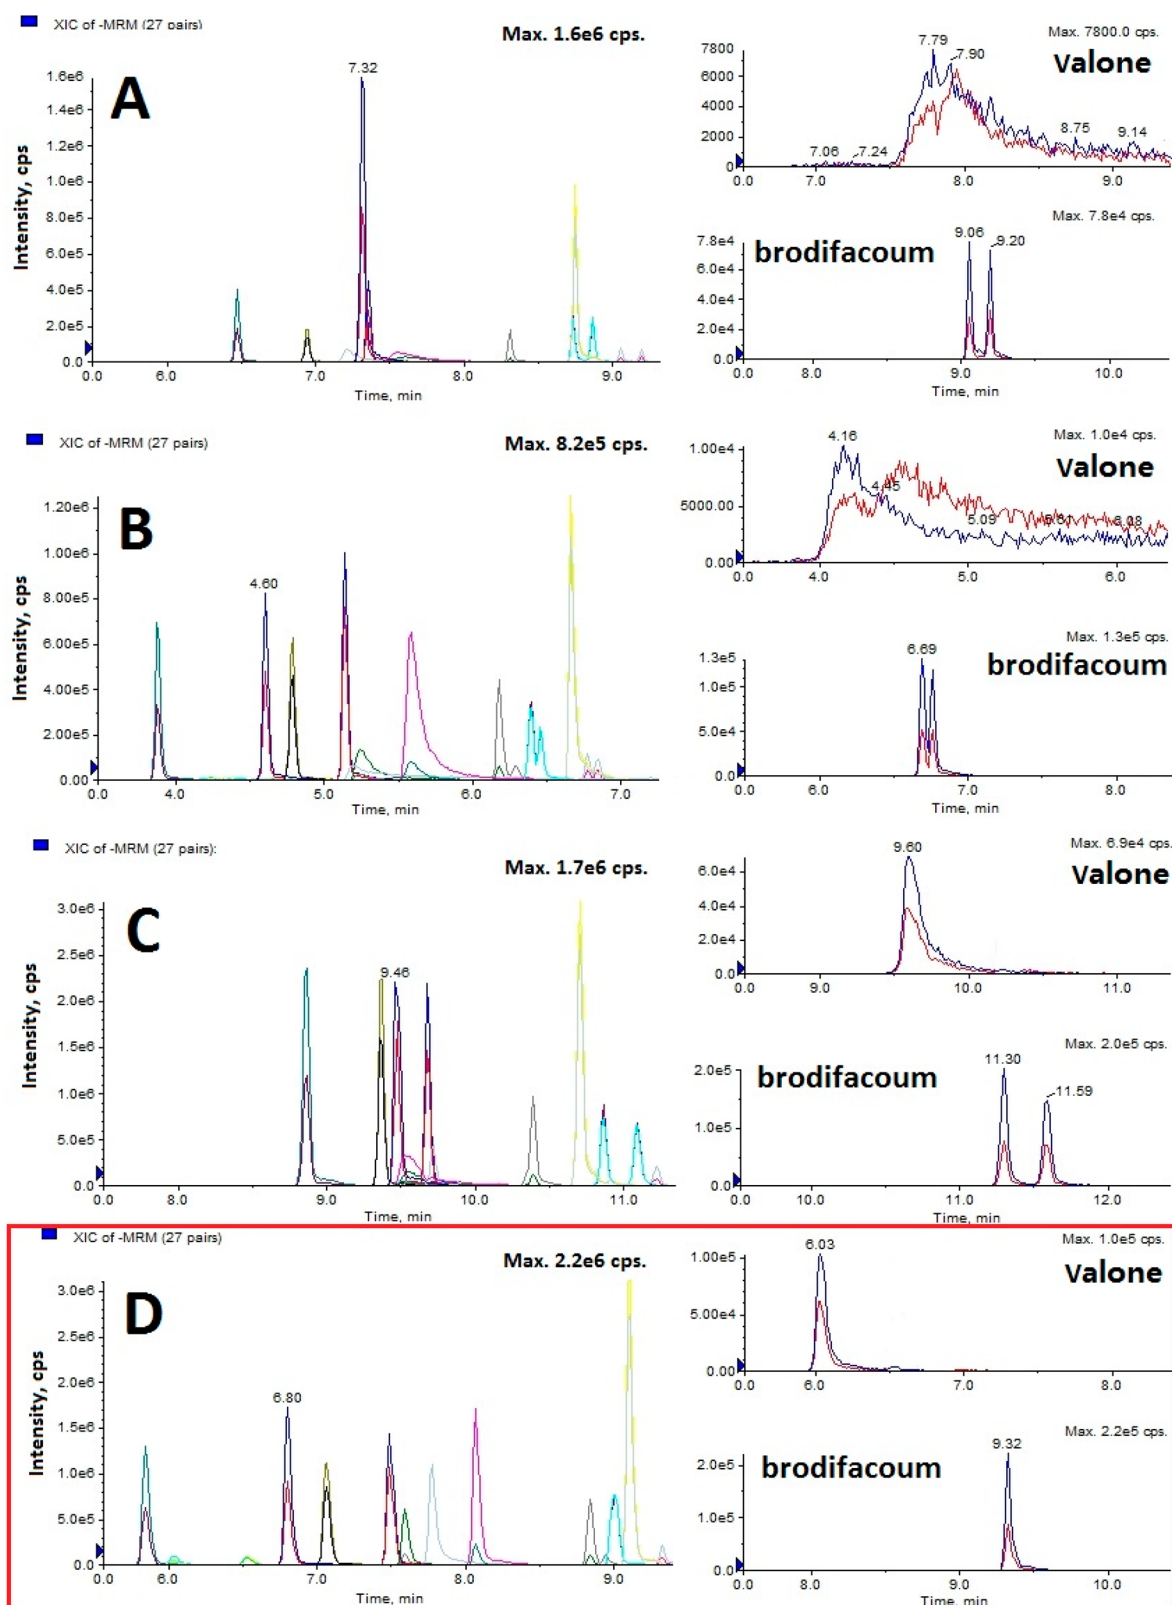 XIC of -MRM (27 pairs)
Max. 1.6e6 cps.
A
Intensity, cps
1.6e6
1.4e6
1.2e6
1.0e6
8.0e5
6.0e5
4.0e5
2.0e5
0.0
7.32
0.0 6.0 7.0 8.0 9.0
Time, min
Max. 7800.0 cps.
Valone
7800
6000
4000
2000
0
7.79
7.90
7.06
7.24
8.75
9.14
0.0 7.0 8.0 9.0
Max. 7.8e4 cps.
brodifacoum
7.8e4
6.0e4
4.0e4
2.0e4
0.0
9.06
9.20
0.0 8.0 9.0 10.0
Time, min
XIC of -MRM (27 pairs)
Max. 8.2e5 cps.
B
Intensity, cps
1.20e6
1.00e6
8.00e5
6.00e5
4.00e5
2.00e5
0.00
4.60
0.0 4.0 5.0 6.0 7.0
Time, min
Max. 1.0e4 cps.
Valone
1.00e4
5000.00
0.00
4.16
4.45
5.09
0.0 4.0 5.0 6.0
Max. 1.3e5 cps.
brodifacoum
1.3e5
1.0e5
5.0e4
0.0
6.69
0.0 6.0 7.0 8.0
Time, min
XIC of -MRM (27 pairs):
Max. 1.7e6 cps.
C
Intensity, cps
3.0e6
2.5e6
2.0e6
1.5e6
1.0e6
5.0e5
0.0
9.46
0.0 8.0 9.0 10.0 11.0
Time, min
Max. 6.9e4 cps.
Valone
6.0e4
4.0e4
2.0e4
0.0
9.60
0.0 9.0 10.0 11.0
Max. 2.0e5 cps.
brodifacoum
2.0e5
1.0e5
0.0
11.30
11.59
0.0 10.0 11.0 12.0
Time, min
XIC of -MRM (27 pairs)
Max. 2.2e6 cps.
D
Intensity, cps
3.0e6
2.5e6
2.0e6
1.5e6
1.0e6
5.0e5
0.0
6.80
0.0 6.0 7.0 8.0 9.0
Time, min
Max. 1.0e5 cps.
Valone
1.00e5
5.00e4
0.00
6.03
0.0 6.0 7.0 8.0
Max. 2.2e5 cps.
brodifacoum
2.0e5
1.0e5
0.0
9.32
0.0 8.0 9.0 10.0
Time, min